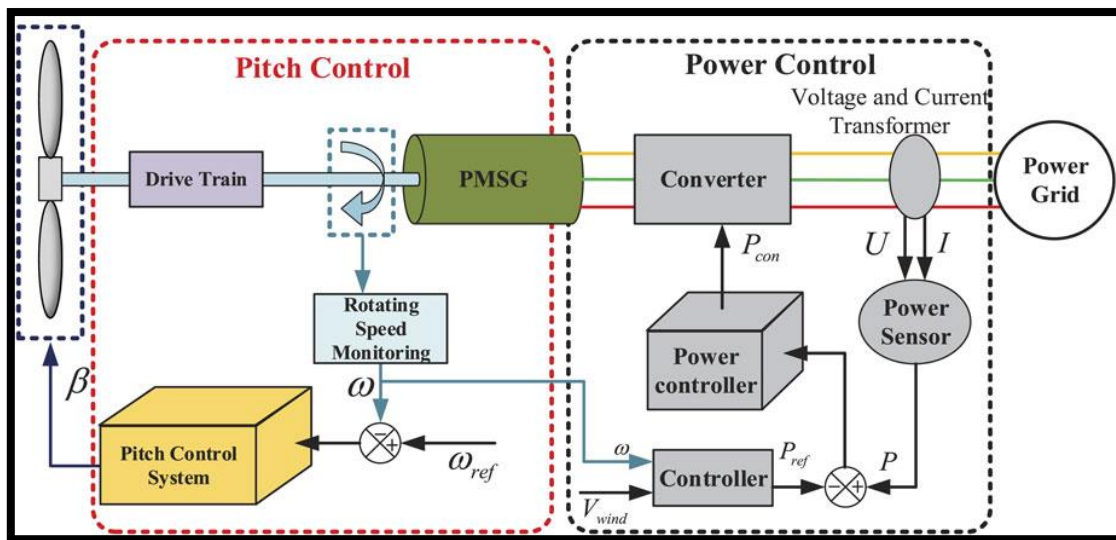 Pitch Control
Power Control
Voltage and Current
Transformer
Drive Train
PMSG
Converter
Power
Grid
P_con
U
I
Rotating
Speed
Monitoring
Power
Sensor
Power
controller
β
ω
Pitch Control
System
− +
ω_ref
ω
Controller
P_ref
− +
P
V_wind